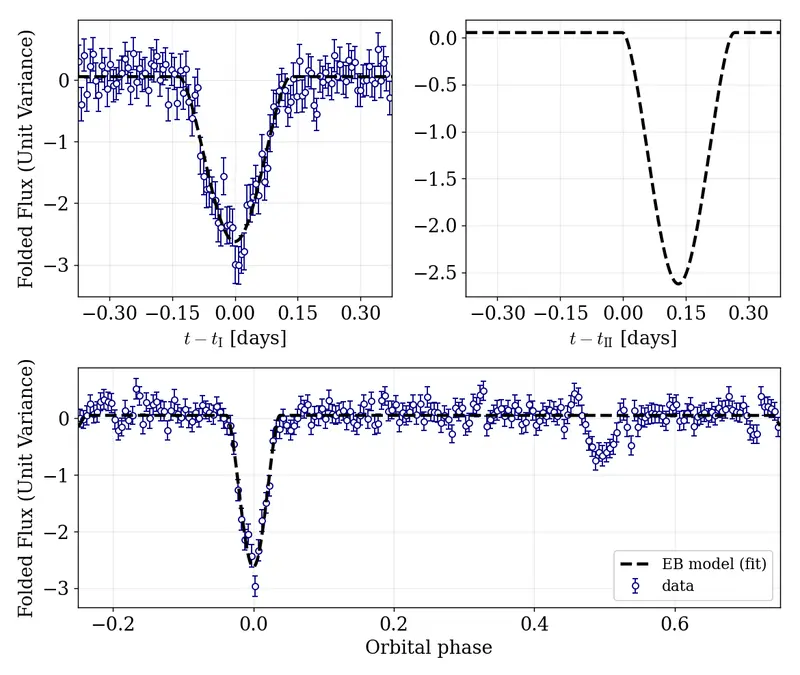 Folded Flux (Unit Variance)
0
−1
−2
−3
−0.30 −0.15 0.00 0.15 0.30
t − t_I [days]
0.0
−0.5
−1.0
−1.5
−2.0
−2.5
−0.30 −0.15 0.00 0.15 0.30
t − t_II [days]
Folded Flux (Unit Variance)
0
−1
−2
−3
EB model (fit)
data
−0.2 0.0 0.2 0.4 0.6
Orbital phase